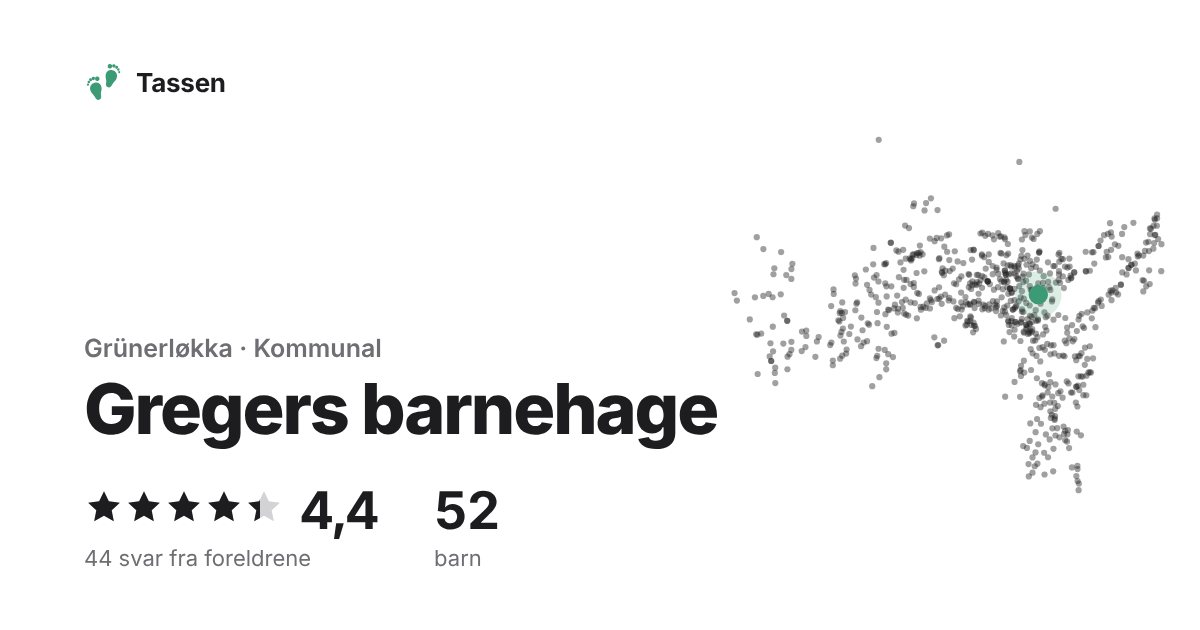 Tassen
Grünerløkka · Kommunal
Gregers barnehage
4,4
52
44 svar fra foreldrene
barn